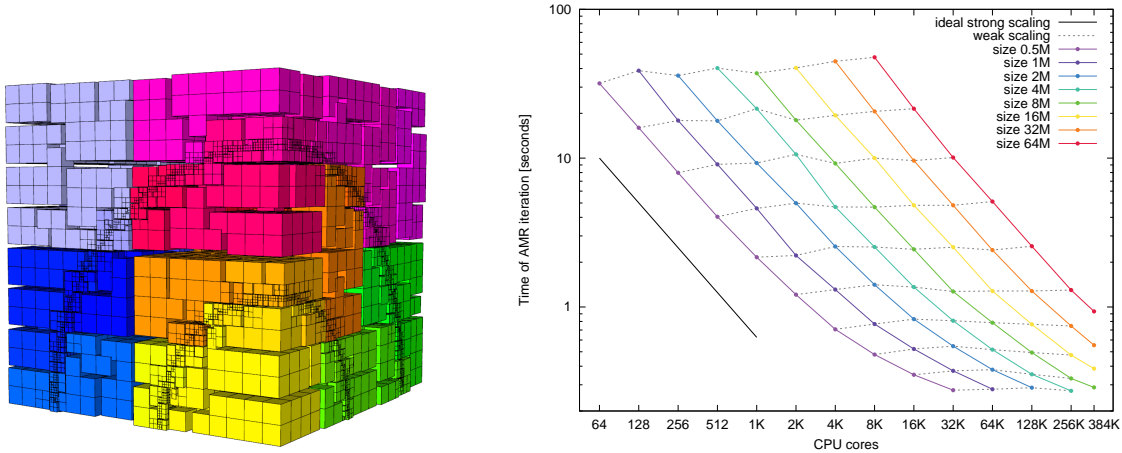 100
10
1
Time of AMR iteration [seconds]
ideal strong scaling
weak scaling
size 0.5M
size 1M
size 2M
size 4M
size 8M
size 16M
size 32M
size 64M
64 128 256 512 1K 2K 4K 8K 16K 32K 64K 128K 256K 384K
CPU cores